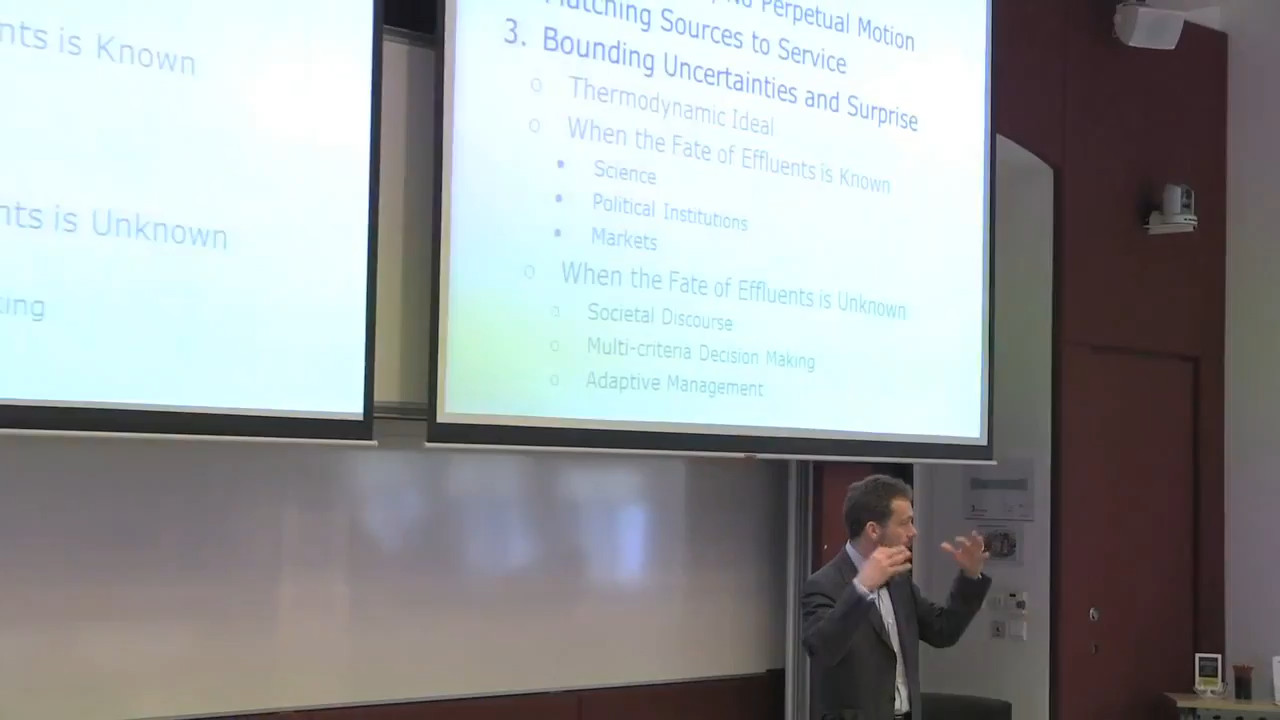 nts is Known
nts is Unknown
king
No Perpetual Motion
Matching Sources to Service
3. Bounding Uncertainties and Surprise
o Thermodynamic Ideal
o When the Fate of Effluents is Known
• Science
• Political Institutions
• Markets
o When the Fate of Effluents is Unknown
o Societal Discourse
o Multi-criteria Decision Making
o Adaptive Management